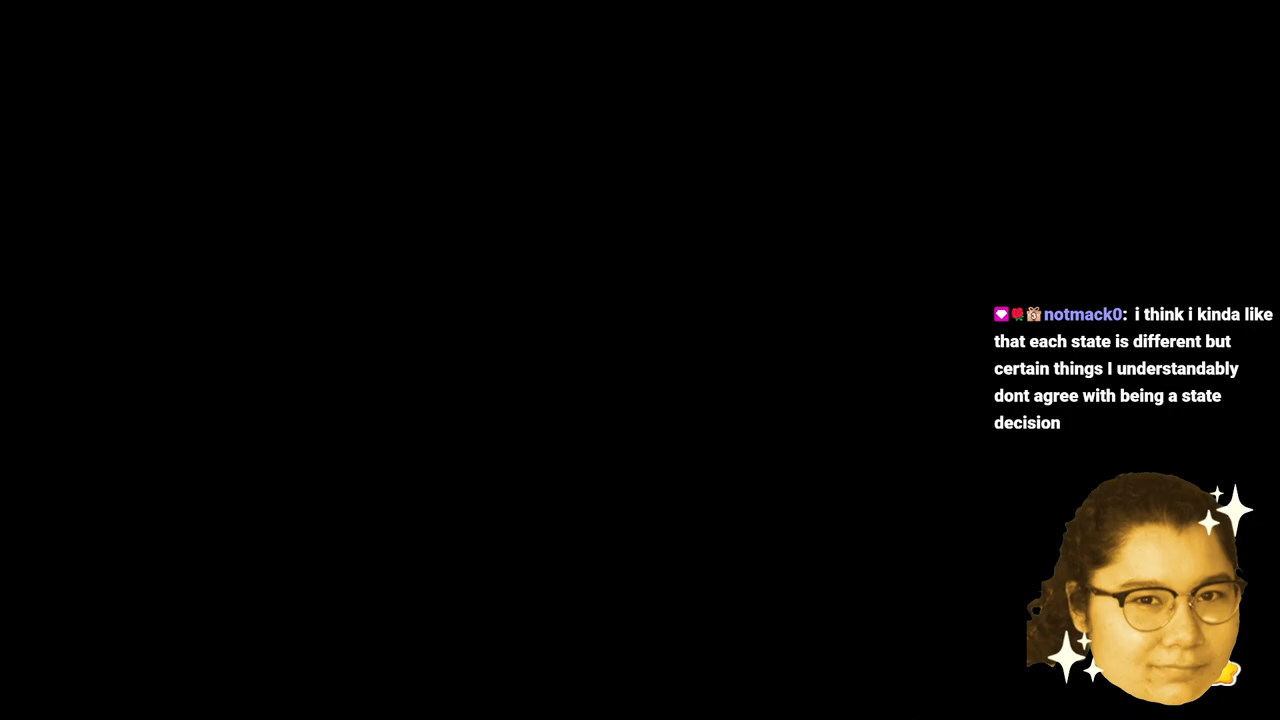 notmack0: i think i kinda like
that each state is different but
certain things I understandably
dont agree with being a state
decision